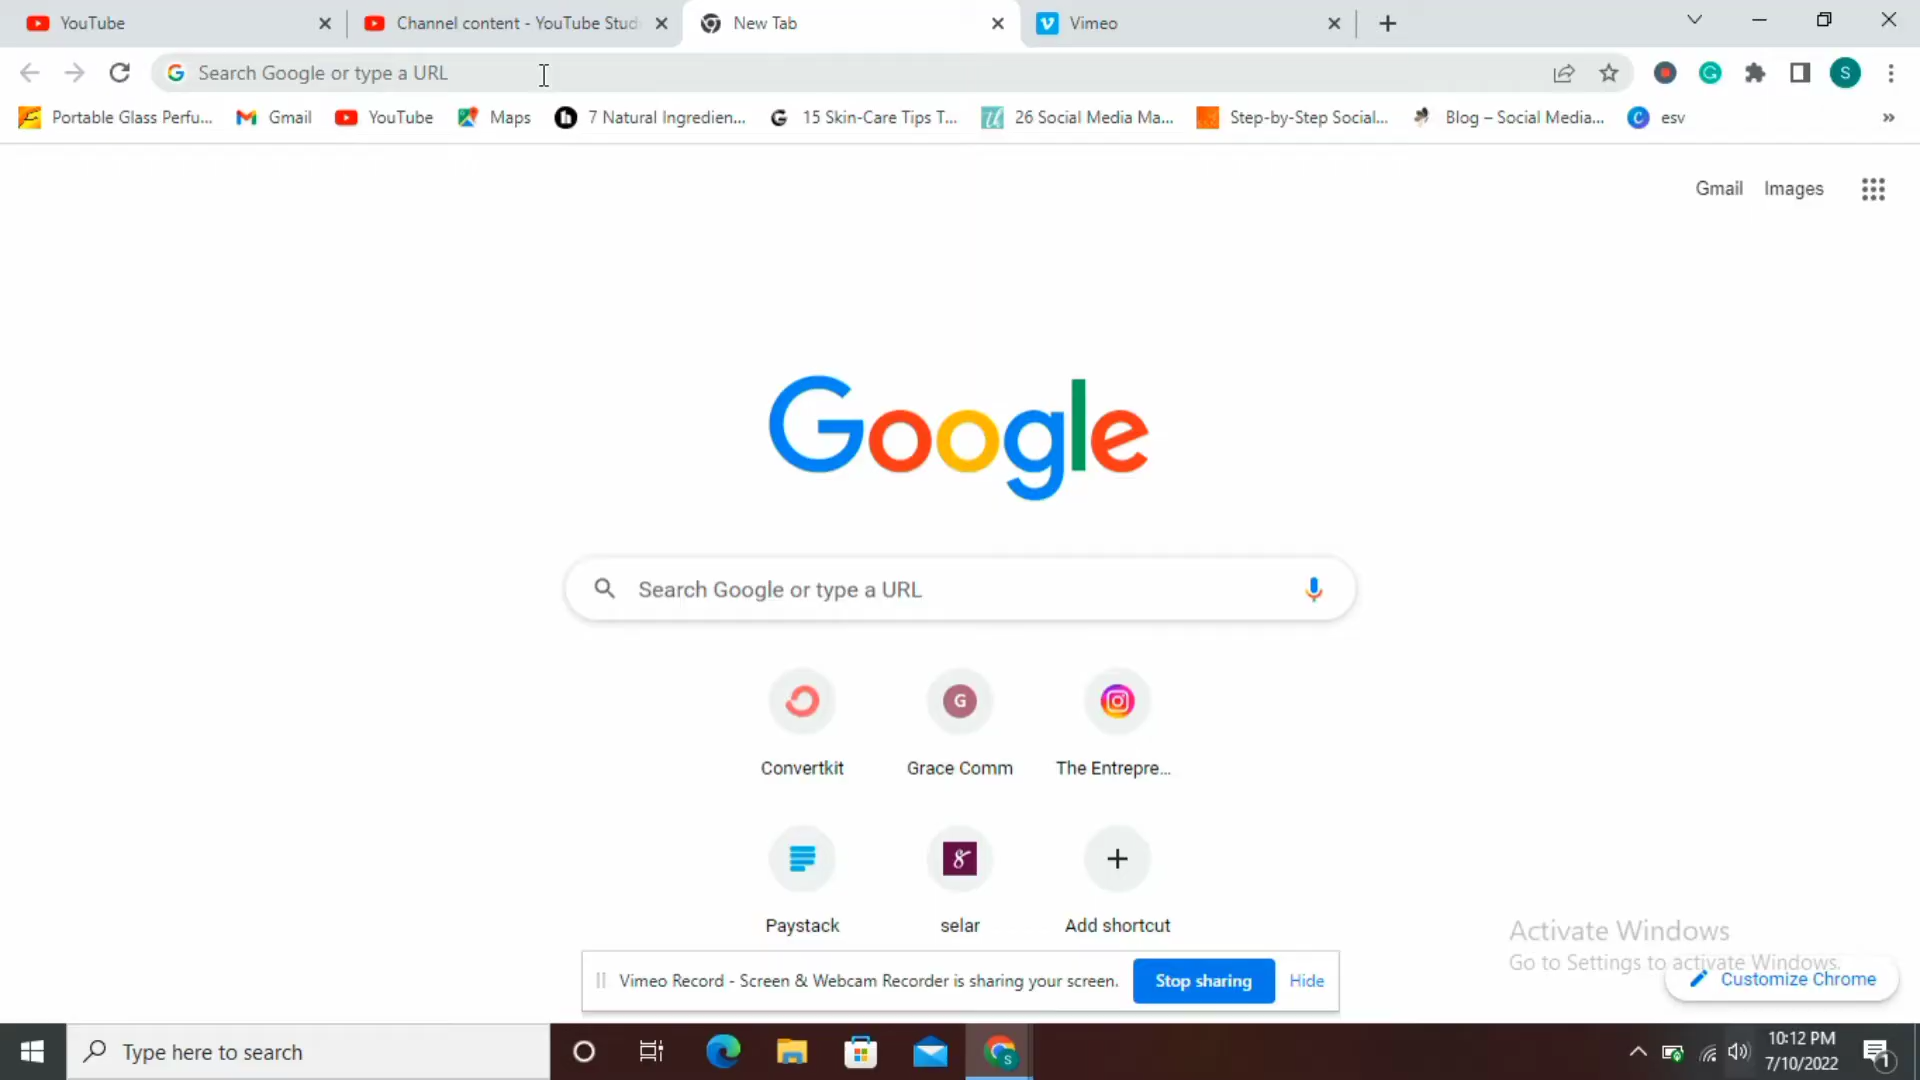 YouTube
Channel content - YouTube Stud
New Tab
Vimeo
Search Google or type a URL
S
Portable Glass Perfu...
Gmail
YouTube
Maps
7 Natural Ingredien...
15 Skin-Care Tips T...
26 Social Media Ma...
Step-by-Step Social...
Blog – Social Media...
esv
»
Gmail Images
Google
Search Google or type a URL
G
Convertkit
Grace Comm
The Entrepre...
Paystack
selar
Add shortcut
Activate Windows
Go to Settings to activate Windows.
Customize Chrome
Vimeo Record - Screen & Webcam Recorder is sharing your screen.
Stop sharing
Hide
Type here to search
S
10:12 PM
7/10/2022
1